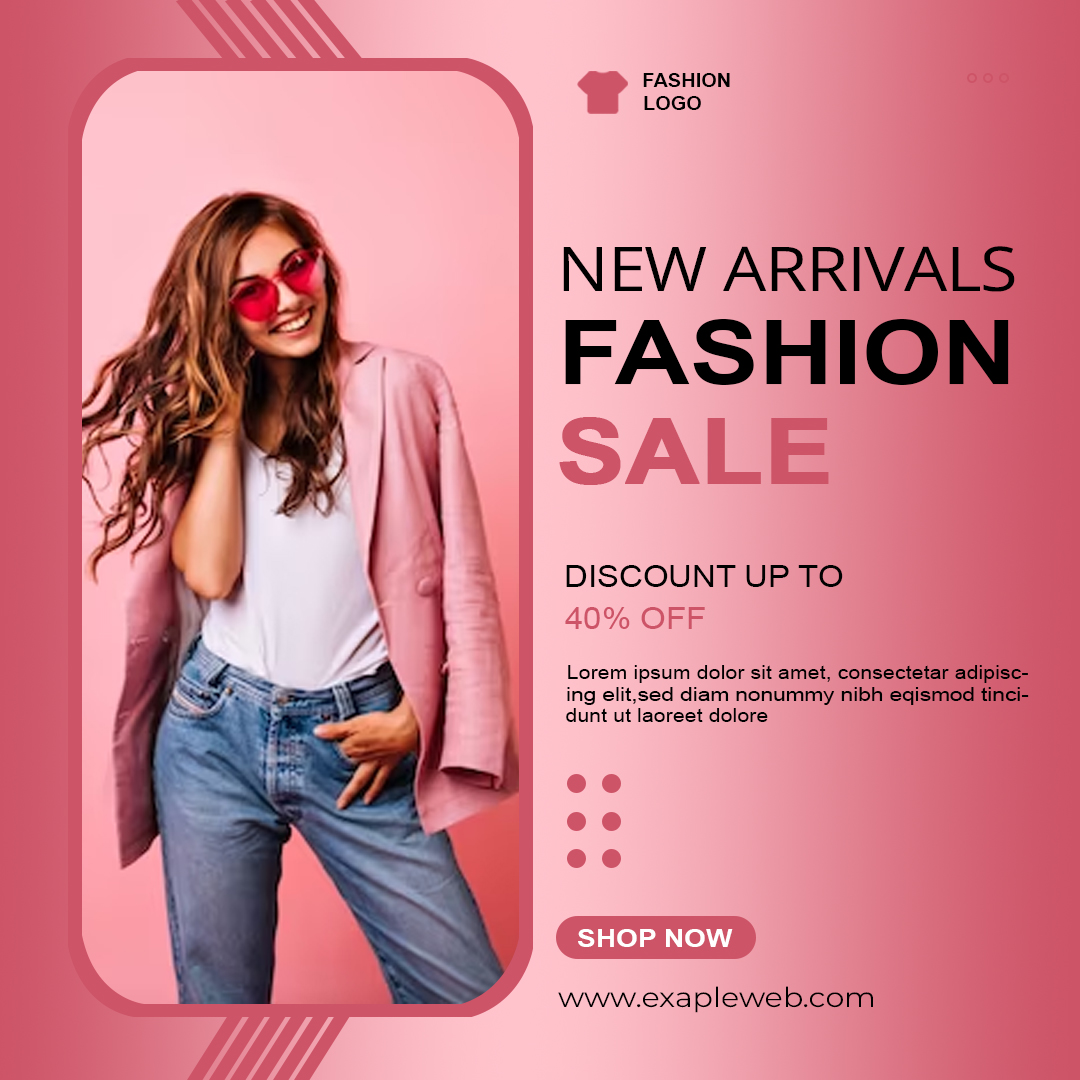 FASHION
LOGO
NEW ARRIVALS
FASHION
SALE
DISCOUNT UP TO
40% OFF
Lorem ipsum dolor sit amet, consectetar adipisc-
ing elit,sed diam nonummy nibh eqismod tinci-
dunt ut laoreet dolore
SHOP NOW
www.exapleweb.com